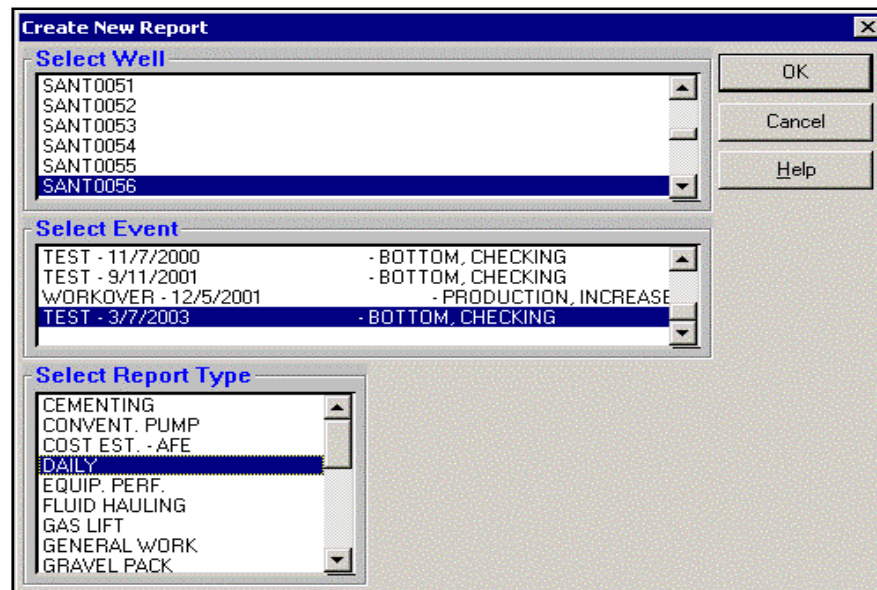 Create New Report
Select Well
SANT0051
SANT0052
SANT0053
SANT0054
SANT0055
SANT0056
OK
Cancel
Help
Select Event
TEST - 11/7/2000 - BOTTOM, CHECKING
TEST - 9/11/2001 - BOTTOM, CHECKING
WORKOVER - 12/5/2001 - PRODUCTION, INCREASE
TEST - 3/7/2003 - BOTTOM, CHECKING
Select Report Type
CEMENTING
CONVENT. PUMP
COST EST. - AFE
DAILY
EQUIP. PERF.
FLUID HAULING
GAS LIFT
GENERAL WORK
GRAVEL PACK